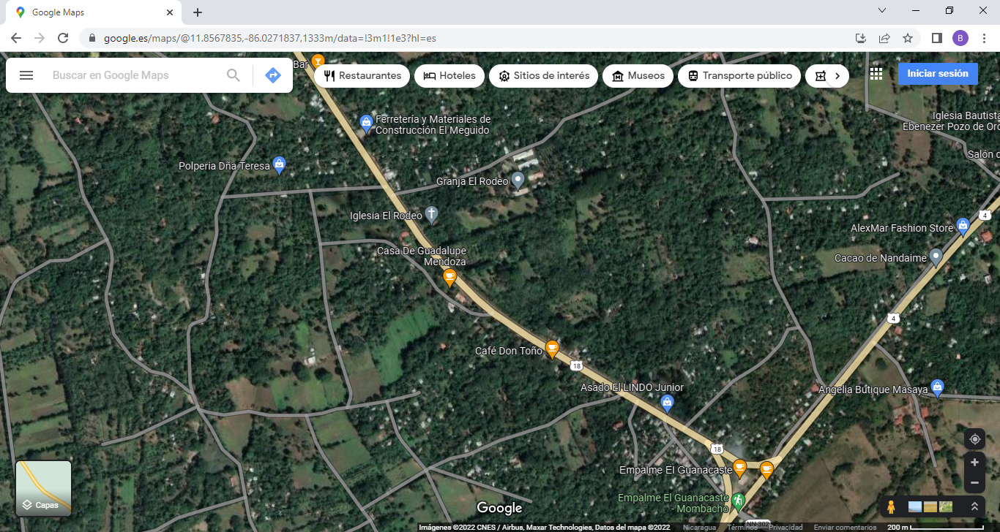 Google Maps
google.es/maps/@11.8567835,-86.0271837,1333m/data=!3m1!1e3?hl=es
B
Buscar en Google Maps
Bar
Restaurantes
Hoteles
Sitios de interés
Museos
Transporte público
Iniciar sesión
Ferretería y Materiales de
Construcción El Meguido
Iglesia Bautista
Ebenezer Pozo de Oro
Polperia Dña.Teresa
Salón d
Granja El Rodeo
Iglesia El Rodeo
4
AlexMar Fashion Store
Casa De Guadalupe
Mendoza
Cacao de Nandaime
4
Café Don Toño
18
Asado El LINDO Junior
Angelia Butique Masaya
18
Empalme El Guanacaste
Empalme El Guanacaste
- Mombacho
Capas
Google
NN-302
Imágenes ©2022 CNES / Airbus, Maxar Technologies, Datos del mapa ©2022
Nicaragua
Términos
Privacidad
Enviar comentarios
200 m